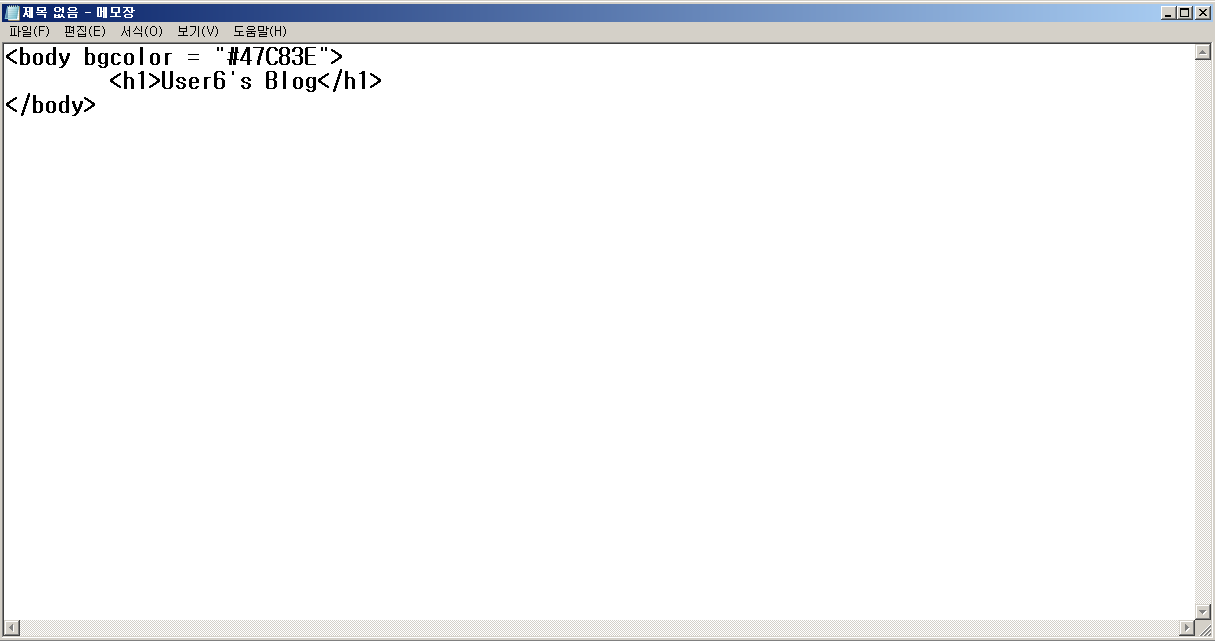 제목 없음 - 메모장
파일(F) 편집(E) 서식(O) 보기(V) 도움말(H)
<body bgcolor = "#47C83E">
<h1>User6's Blog</h1>
</body>